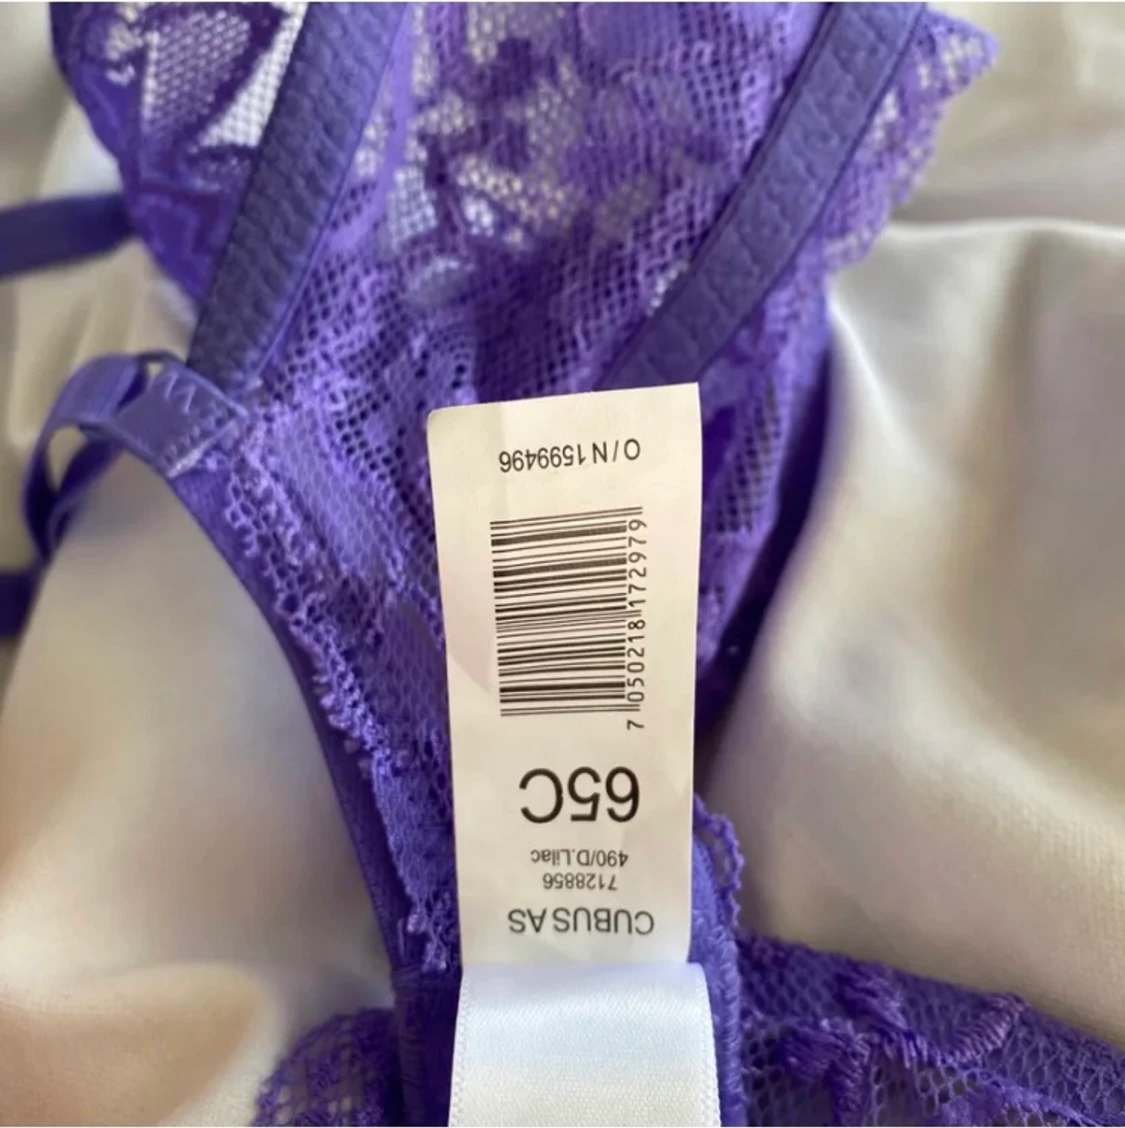 CUBUS AS
7128856
490/D.Lilac
65C
7 050218 172979
O/N 1599496